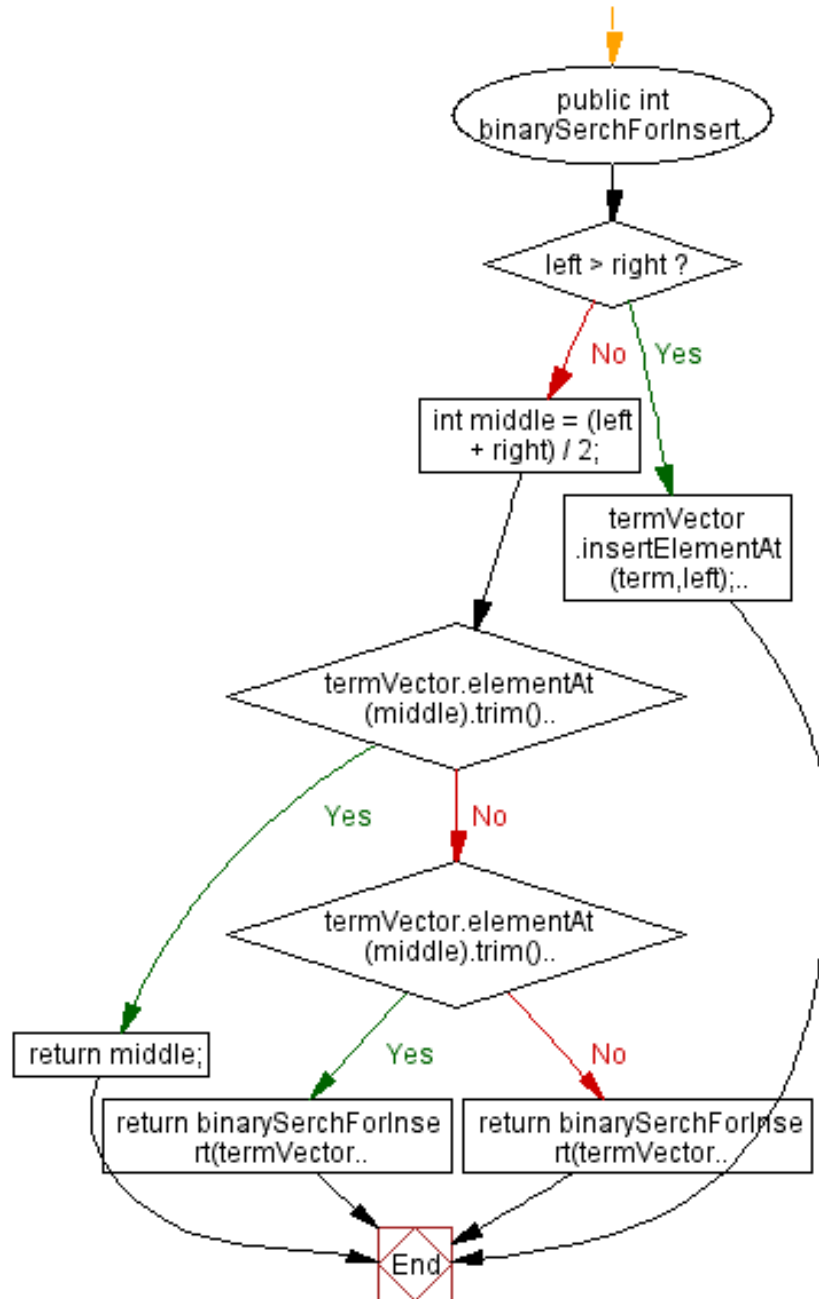 public int
binarySerchForInsert..
left > right ?
No
Yes
int middle = (left
+ right) / 2;
termVector
.insertElementAt
(term,left);..
termVector.elementAt
(middle).trim()..
Yes
No
termVector.elementAt
(middle).trim()..
return middle;
Yes
No
return binarySerchForInse
rt(termVector..
return binarySerchForInse
rt(termVector..
End